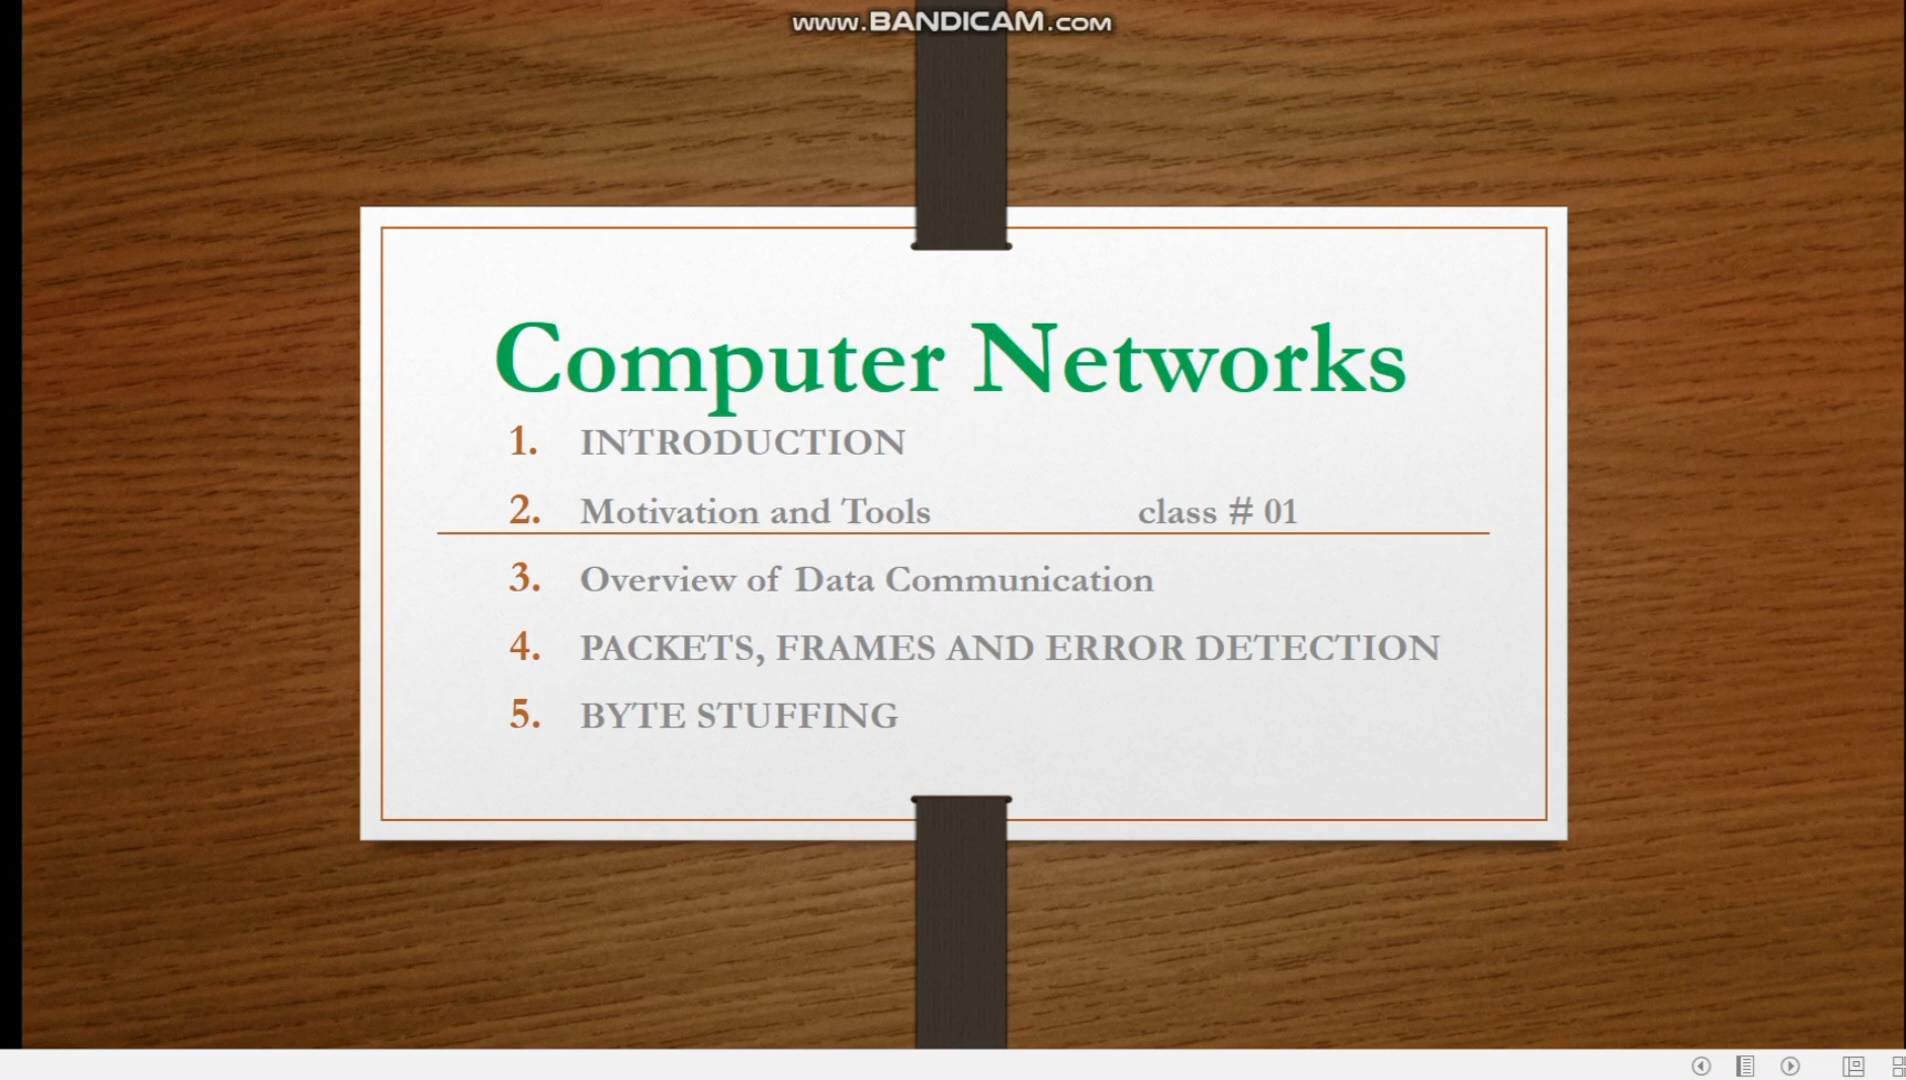 www.BANDICAM.com
Computer Networks
1. INTRODUCTION
2. Motivation and Tools class # 01
3. Overview of Data Communication
4. PACKETS, FRAMES AND ERROR DETECTION
5. BYTE STUFFING